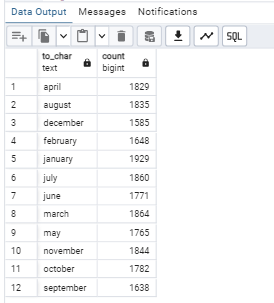 Data Output Messages Notifications
SQL
to_char text count bigint
1 april 1829
2 august 1835
3 december 1585
4 february 1648
5 january 1929
6 july 1860
7 june 1771
8 march 1864
9 may 1765
10 november 1844
11 october 1782
12 september 1638